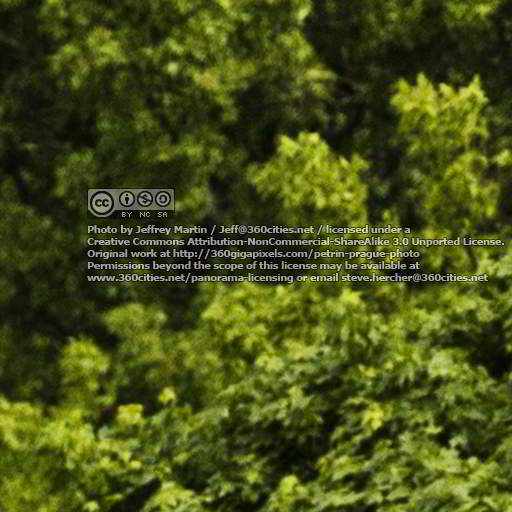 cc
BY NC SA
Photo by Jeffrey Martin / Jeff@360cities.net / licensed under a
Creative Commons Attribution-NonCommercial-ShareAlike 3.0 Unported License.
Original work at http://360gigapixels.com/petrin-prague-photo
Permissions beyond the scope of this license may be available at
www.360cities.net/panorama-licensing or email steve.hercher@360cities.net